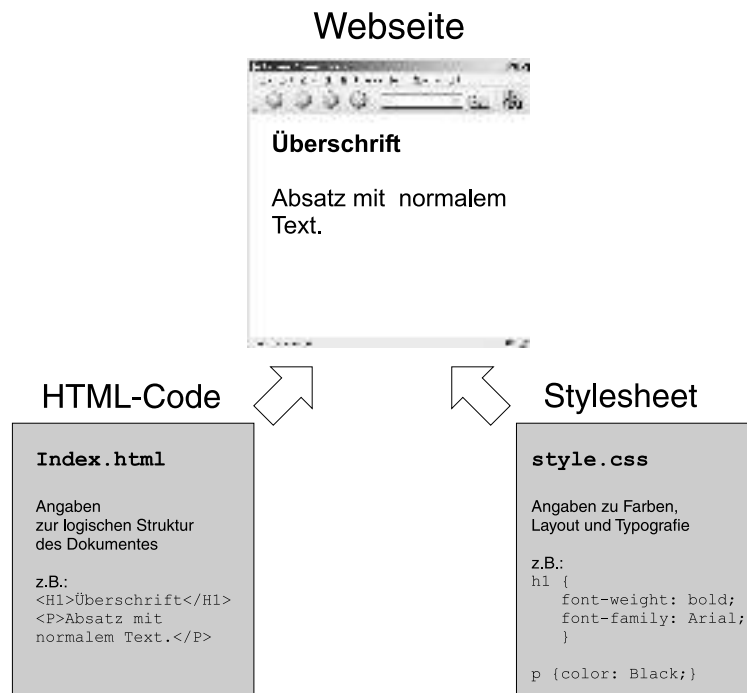 Webseite
Überschrift
Absatz mit normalem
Text.
HTML-Code
Index.html
Angaben
zur logischen Struktur
des Dokumentes
z.B.:
<H1>Überschrift</H1>
<P>Absatz mit
normalem Text.</P>
Stylesheet
style.css
Angaben zu Farben,
Layout und Typografie
z.B.:
h1 {
font-weight: bold;
font-family: Arial;
}
p {color: Black;}